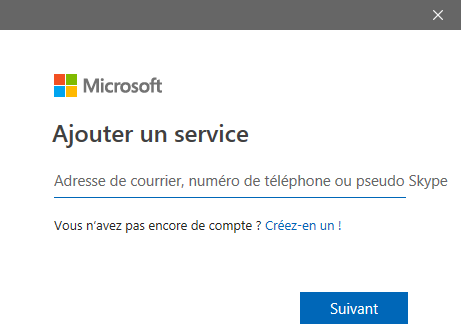 Microsoft
Ajouter un service
Adresse de courrier, numéro de téléphone ou pseudo Skype
Vous n’avez pas encore de compte ? Créez-en un !
Suivant